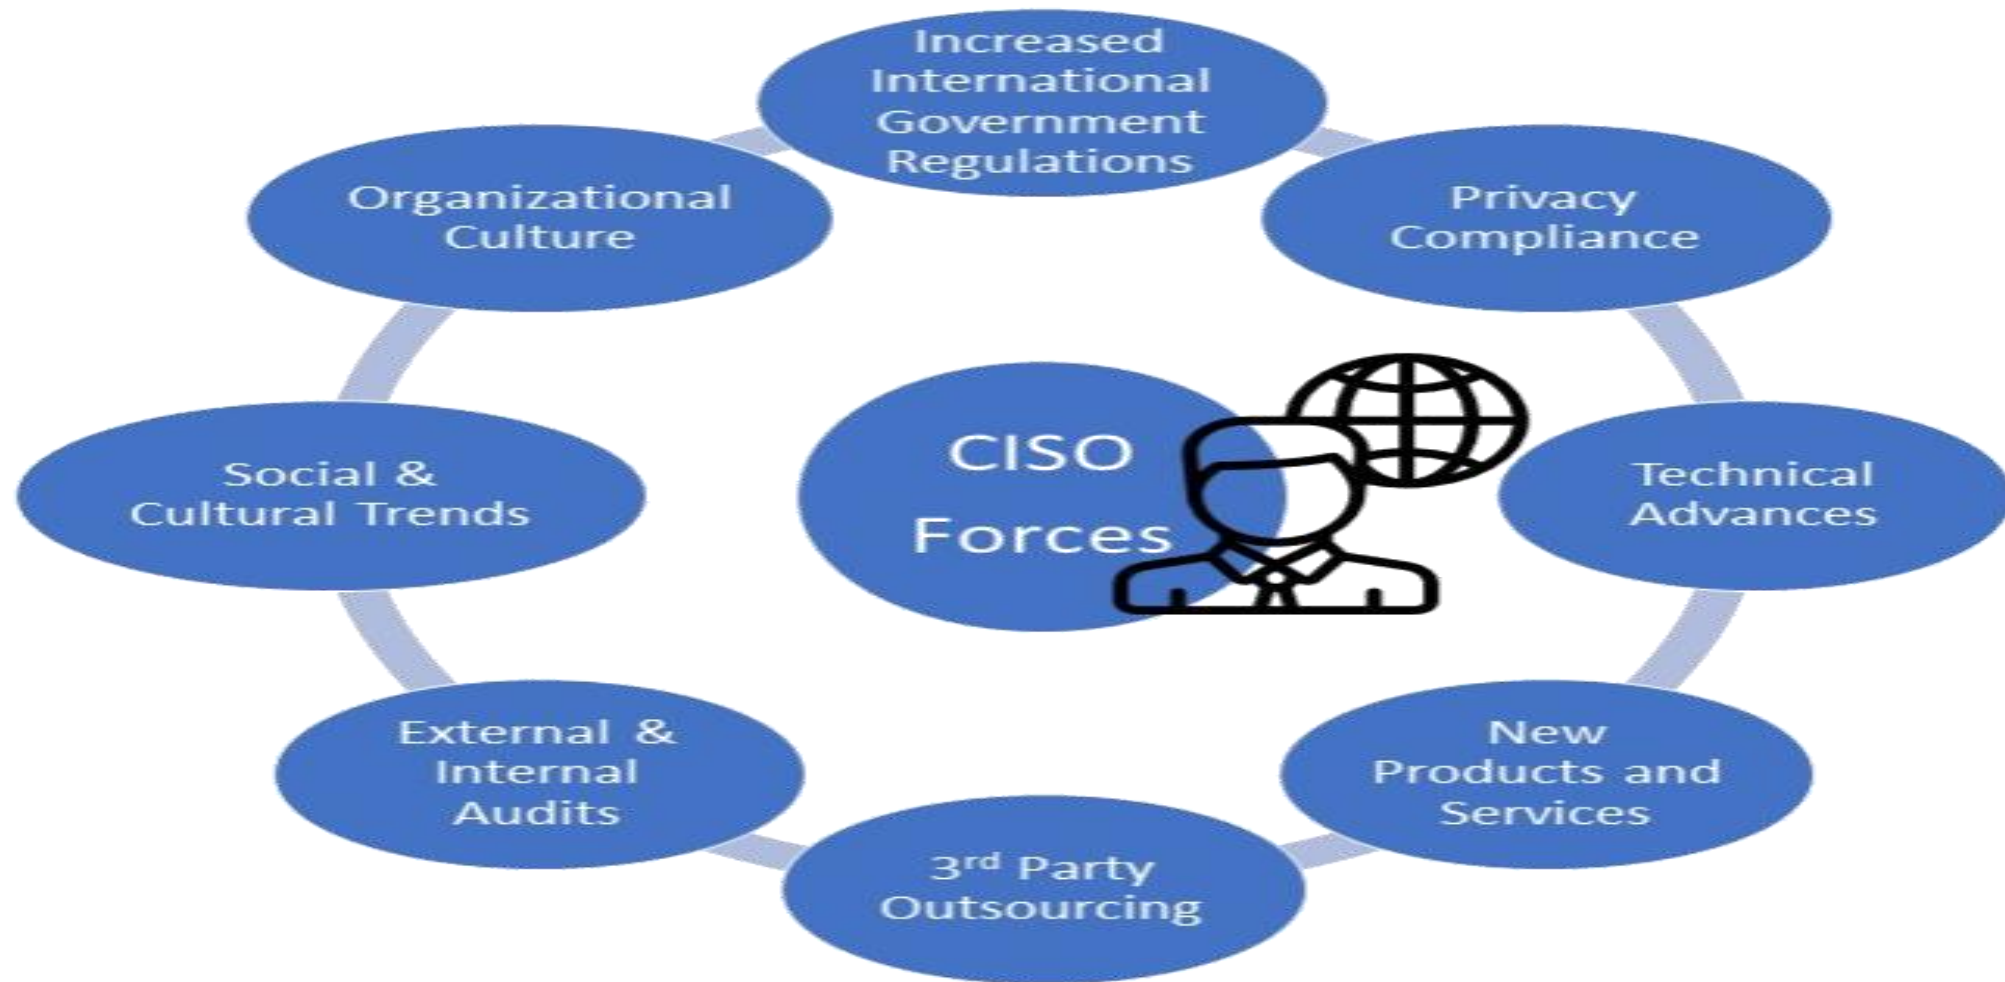 Increased
International
Government
Regulations
Privacy
Compliance
Technical
Advances
New
Products and
Services
3rd Party
Outsourcing
External &
Internal
Audits
Social &
Cultural Trends
Organizational
Culture
CISO
Forces